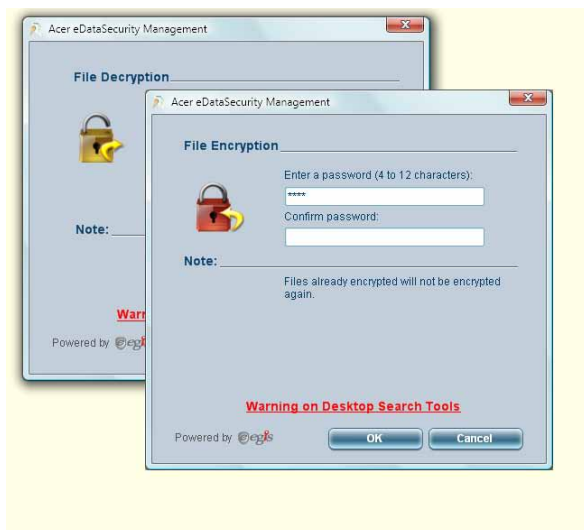 Acer eDataSecurity Management
File Decryption
Note:
Powered by egis
Acer eDataSecurity Management
File Encryption
Enter a password (4 to 12 characters):
****
Confirm password:
Note:
Files already encrypted will not be encrypted
again.
Warning on Desktop Search Tools
Powered by egis
OK
Cancel